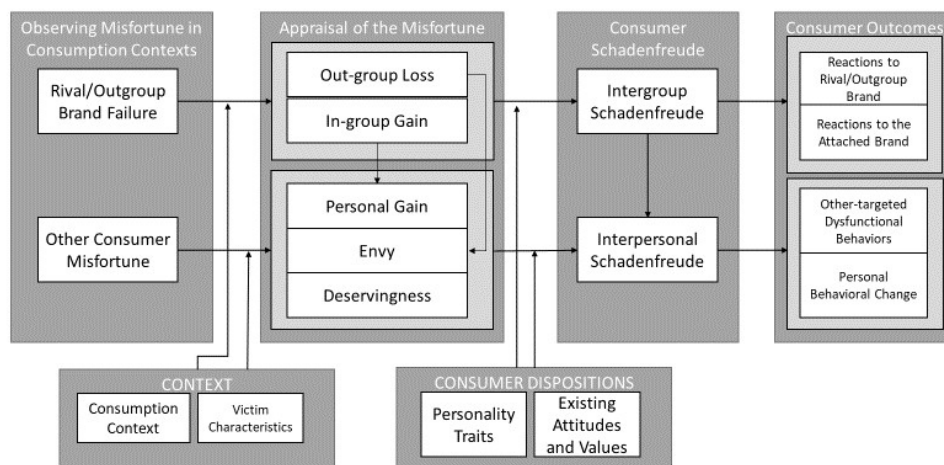 Observing Misfortune in
Consumption Contexts
Rival/Outgroup
Brand Failure
Other Consumer
Misfortune
Appraisal of the Misfortune
Out-group Loss
In-group Gain
Personal Gain
Envy
Deservingness
Consumer
Schadenfreude
Intergroup
Schadenfreude
Interpersonal
Schadenfreude
Consumer Outcomes
Reactions to
Rival/Outgroup
Brand
Reactions to the
Attached Brand
Other-targeted
Dysfunctional
Behaviors
Personal
Behavioral Change
CONTEXT
Consumption
Context
Victim
Characteristics
CONSUMER DISPOSITIONS
Personality
Traits
Existing
Attitudes
and Values